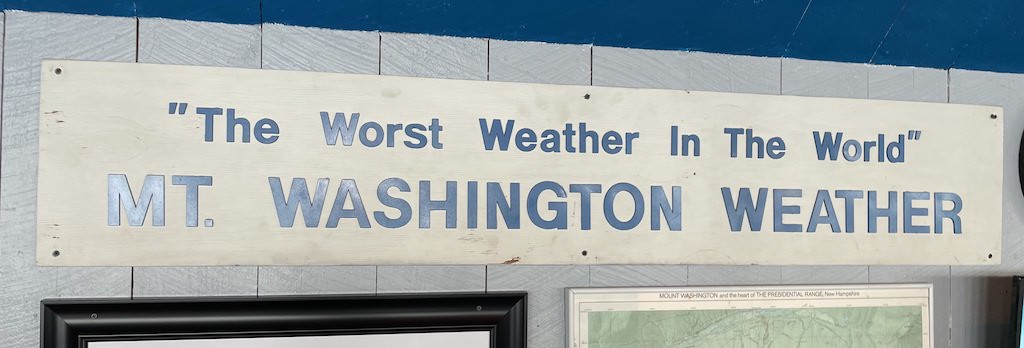 "The Worst Weather In The World"
MT. WASHINGTON WEATHER
MOUNT WASHINGTON and the heart of THE PRESIDENTIAL RANGE, New Hampshire